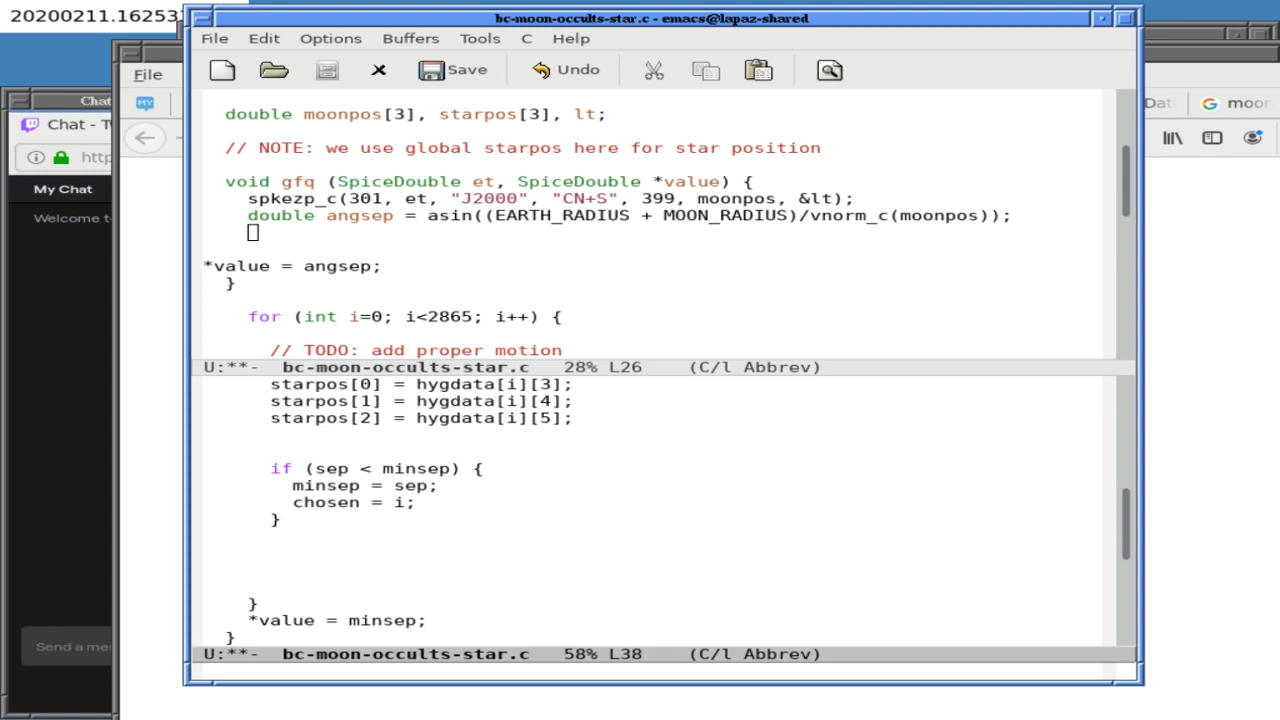 20200211.16253
bc-moon-occults-star.c - emacs@lapaz-shared
File Edit Options Buffers Tools C Help
Save Undo
double moonpos[3], starpos[3], lt;
// NOTE: we use global starpos here for star position
void gfq (SpiceDouble et, SpiceDouble *value) {
spkezp_c(301, et, "J2000", "CN+S", 399, moonpos, &lt);
double angsep = asin((EARTH_RADIUS + MOON_RADIUS)/vnorm_c(moonpos));
*value = angsep;
}
for (int i=0; i<2865; i++) {
// TODO: add proper motion
U:**- bc-moon-occults-star.c 28% L26 (C/l Abbrev)
starpos[0] = hygdata[i][3];
starpos[1] = hygdata[i][4];
starpos[2] = hygdata[i][5];
if (sep < minsep) {
minsep = sep;
chosen = i;
}
}
*value = minsep;
}
U:**- bc-moon-occults-star.c 58% L38 (C/l Abbrev)
File
MY
Chat
Chat - T
http
My Chat
Welcome t
Send a mes
Dat
moor